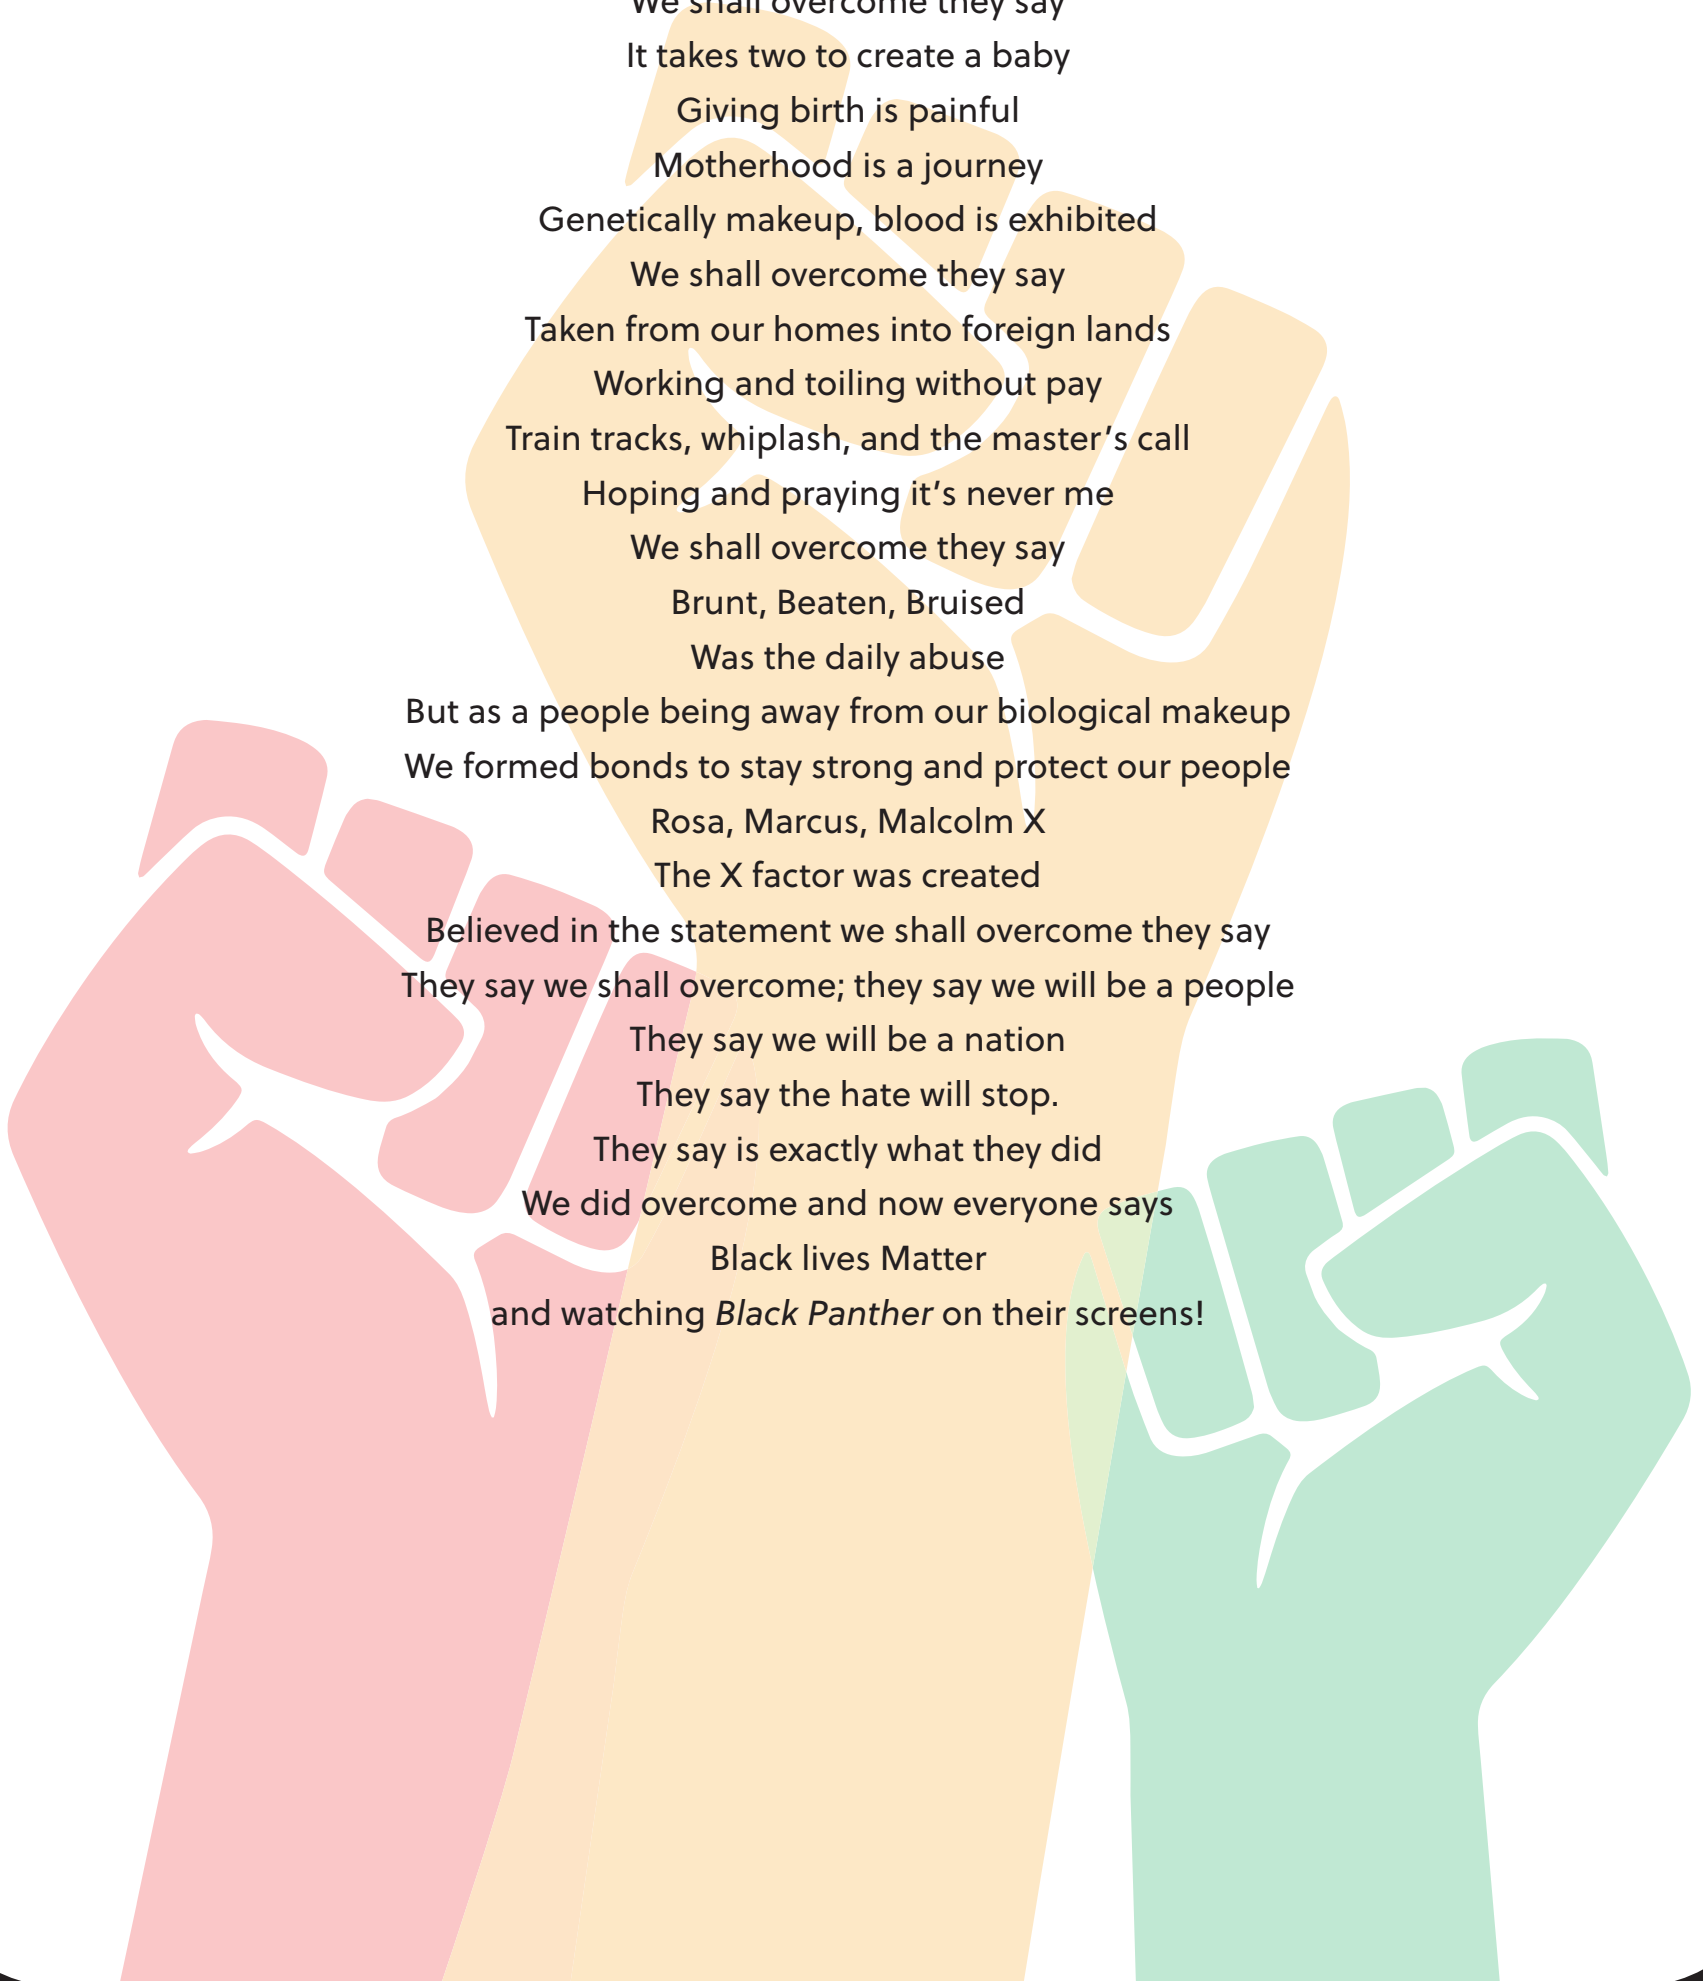 We shall overcome they say
It takes two to create a baby
Giving birth is painful
Motherhood is a journey
Genetically makeup, blood is exhibited
We shall overcome they say
Taken from our homes into foreign lands
Working and toiling without pay
Train tracks, whiplash, and the master’s call
Hoping and praying it’s never me
We shall overcome they say
Brunt, Beaten, Bruised
Was the daily abuse
But as a people being away from our biological makeup
We formed bonds to stay strong and protect our people
Rosa, Marcus, Malcolm X
The X factor was created
Believed in the statement we shall overcome they say
They say we shall overcome; they say we will be a people
They say we will be a nation
They say the hate will stop.
They say is exactly what they did
We did overcome and now everyone says
Black lives Matter
and watching Black Panther on their screens!